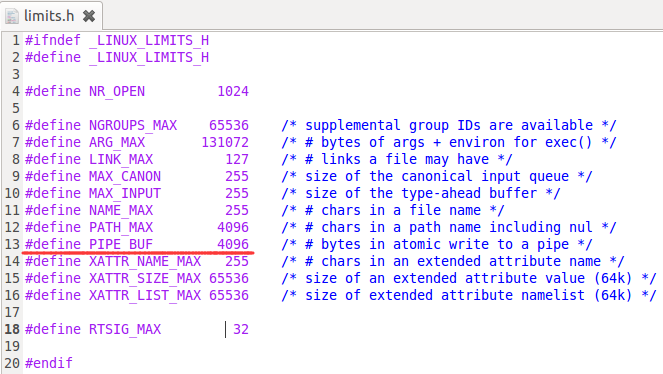 limits.h
1 #ifndef _LINUX_LIMITS_H
2 #define _LINUX_LIMITS_H
3
4 #define NR_OPEN         1024
5
6 #define NGROUPS_MAX    65536    /* supplemental group IDs are available */
7 #define ARG_MAX       131072    /* # bytes of args + environ for exec() */
8 #define LINK_MAX         127    /* # links a file may have */
9 #define MAX_CANON        255    /* size of the canonical input queue */
10 #define MAX_INPUT        255    /* size of the type-ahead buffer */
11 #define NAME_MAX         255    /* # chars in a file name */
12 #define PATH_MAX        4096    /* # chars in a path name including nul */
13 #define PIPE_BUF        4096    /* # bytes in atomic write to a pipe */
14 #define XATTR_NAME_MAX   255    /* # chars in an extended attribute name */
15 #define XATTR_SIZE_MAX 65536    /* size of an extended attribute value (64k) */
16 #define XATTR_LIST_MAX 65536    /* size of extended attribute namelist (64k) */
17
18 #define RTSIG_MAX         32
19
20 #endif